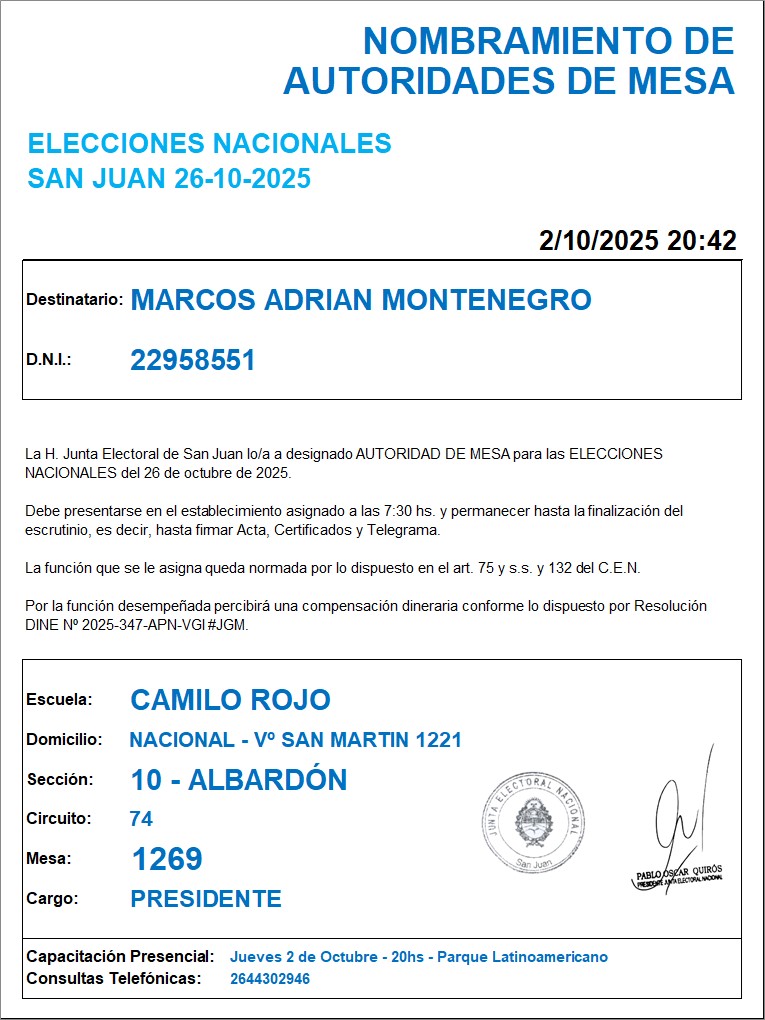 NOMBRAMIENTO DE
AUTORIDADES DE MESA
ELECCIONES NACIONALES
SAN JUAN 26-10-2025
2/10/2025 20:42
Destinatario: MARCOS ADRIAN MONTENEGRO
D.N.I.: 22958551
La H. Junta Electoral de San Juan lo/a a designado AUTORIDAD DE MESA para las ELECCIONES
NACIONALES del 26 de octubre de 2025.
Debe presentarse en el establecimiento asignado a las 7:30 hs. y permanecer hasta la finalización del
escrutinio, es decir, hasta firmar Acta, Certificados y Telegrama.
La función que se le asigna queda normada por lo dispuesto en el art. 75 y s.s. y 132 del C.E.N.
Por la función desempeñada percibirá una compensación dineraria conforme lo dispuesto por Resolución
DINE Nº 2025-347-APN-VGI#JGM.
Escuela: CAMILO ROJO
Domicilio: NACIONAL - Vº SAN MARTIN 1221
Sección: 10 - ALBARDÓN
Circuito: 74
Mesa: 1269
Cargo: PRESIDENTE
JUNTA ELECTORAL NACIONAL
San Juan
PABLO OSCAR QUIRÓS
PRESIDENTE JUNTA ELECTORAL NACIONAL
Capacitación Presencial: Jueves 2 de Octubre - 20hs - Parque Latinoamericano
Consultas Telefónicas: 2644302946